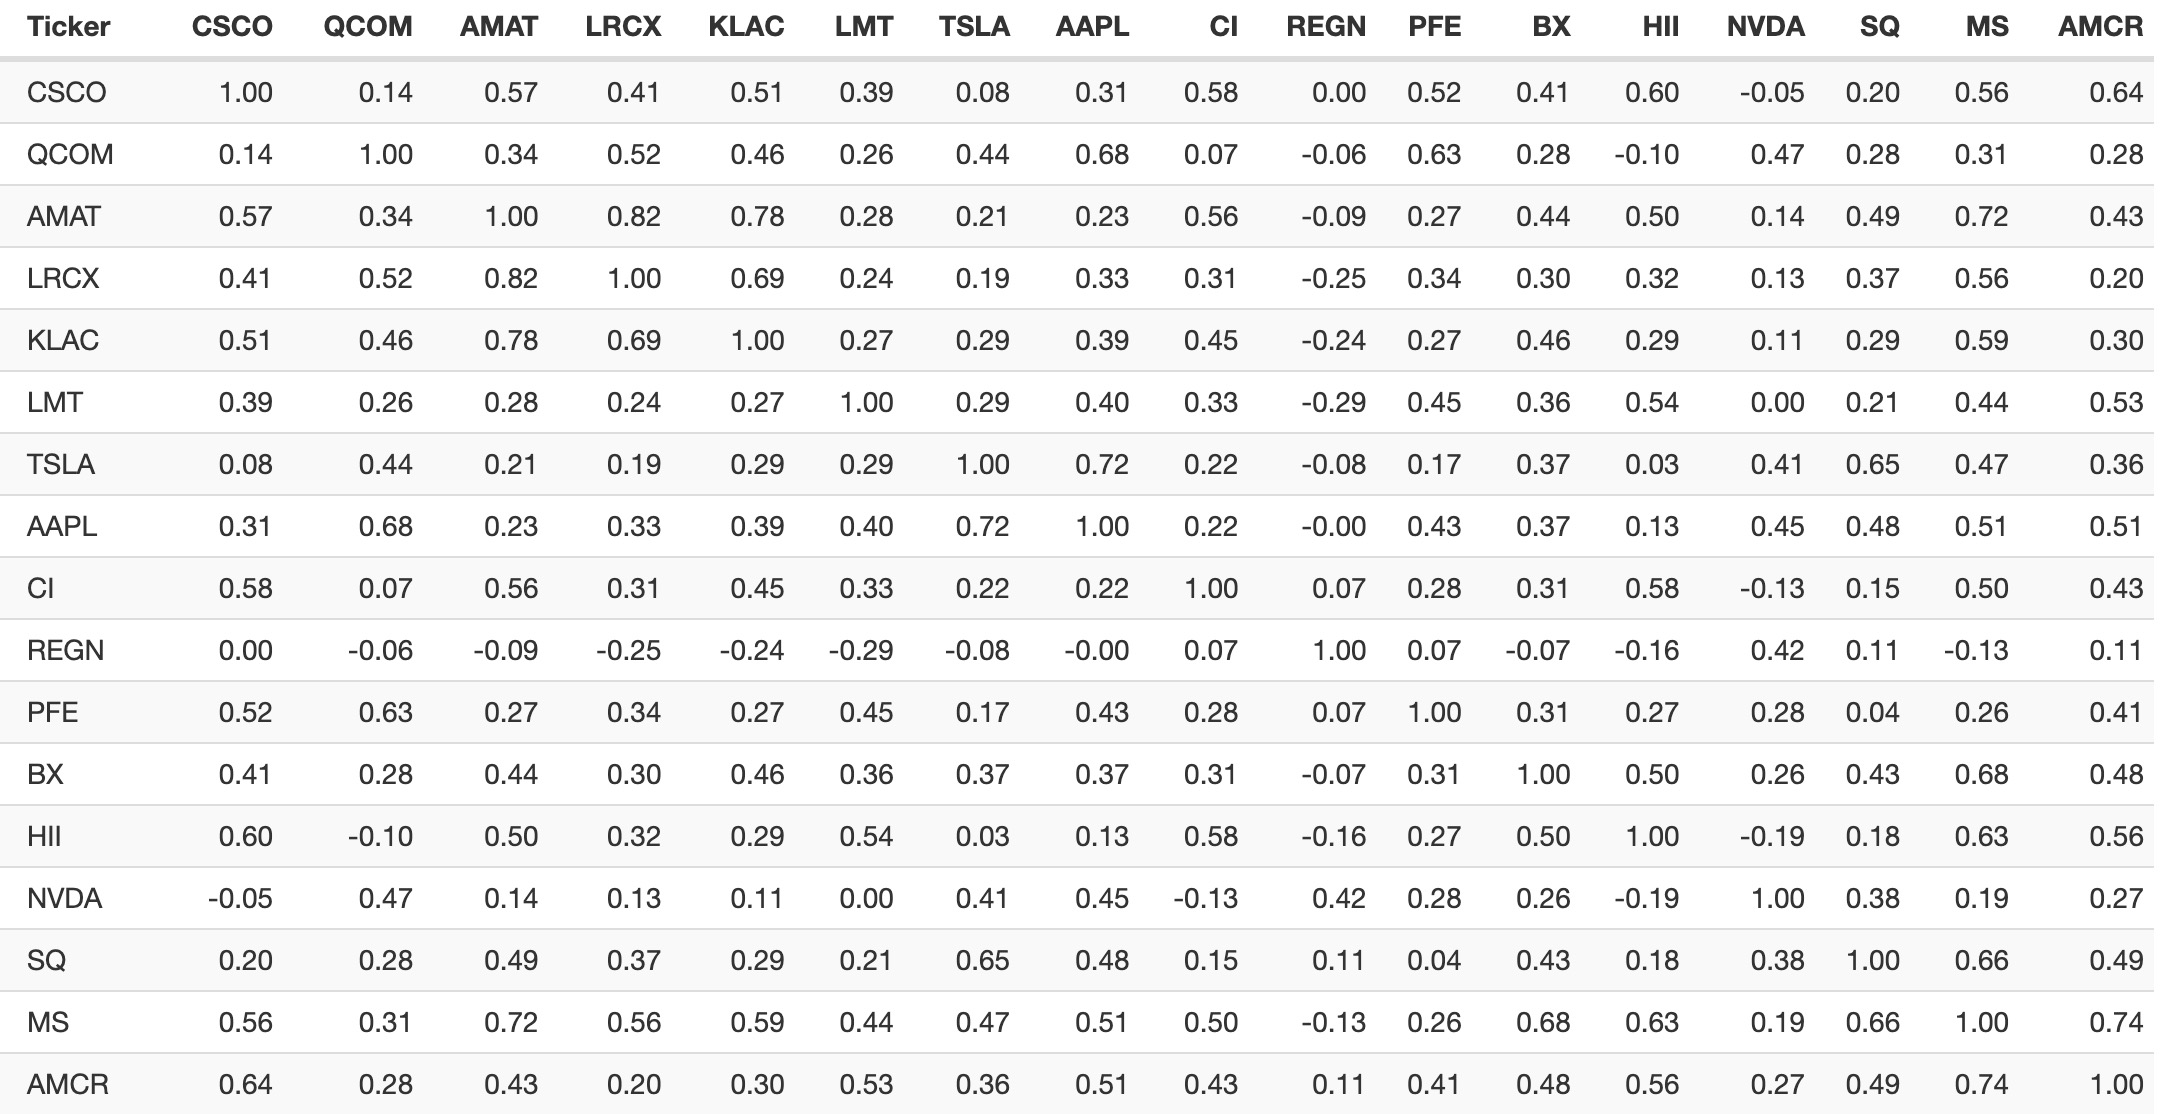 Ticker CSCO QCOM AMAT LRCX KLAC LMT TSLA AAPL CI REGN PFE BX HII NVDA SQ MS AMCR
CSCO 1.00 0.14 0.57 0.41 0.51 0.39 0.08 0.31 0.58 0.00 0.52 0.41 0.60 -0.05 0.20 0.56 0.64
QCOM 0.14 1.00 0.34 0.52 0.46 0.26 0.44 0.68 0.07 -0.06 0.63 0.28 -0.10 0.47 0.28 0.31 0.28
AMAT 0.57 0.34 1.00 0.82 0.78 0.28 0.21 0.23 0.56 -0.09 0.27 0.44 0.50 0.14 0.49 0.72 0.43
LRCX 0.41 0.52 0.82 1.00 0.69 0.24 0.19 0.33 0.31 -0.25 0.34 0.30 0.32 0.13 0.37 0.56 0.20
KLAC 0.51 0.46 0.78 0.69 1.00 0.27 0.29 0.39 0.45 -0.24 0.27 0.46 0.29 0.11 0.29 0.59 0.30
LMT 0.39 0.26 0.28 0.24 0.27 1.00 0.29 0.40 0.33 -0.29 0.45 0.36 0.54 0.00 0.21 0.44 0.53
TSLA 0.08 0.44 0.21 0.19 0.29 0.29 1.00 0.72 0.22 -0.08 0.17 0.37 0.03 0.41 0.65 0.47 0.36
AAPL 0.31 0.68 0.23 0.33 0.39 0.40 0.72 1.00 0.22 -0.00 0.43 0.37 0.13 0.45 0.48 0.51 0.51
CI 0.58 0.07 0.56 0.31 0.45 0.33 0.22 0.22 1.00 0.07 0.28 0.31 0.58 -0.13 0.15 0.50 0.43
REGN 0.00 -0.06 -0.09 -0.25 -0.24 -0.29 -0.08 -0.00 0.07 1.00 0.07 -0.07 -0.16 0.42 0.11 -0.13 0.11
PFE 0.52 0.63 0.27 0.34 0.27 0.45 0.17 0.43 0.28 0.07 1.00 0.31 0.27 0.28 0.04 0.26 0.41
BX 0.41 0.28 0.44 0.30 0.46 0.36 0.37 0.37 0.31 -0.07 0.31 1.00 0.50 0.26 0.43 0.68 0.48
HII 0.60 -0.10 0.50 0.32 0.29 0.54 0.03 0.13 0.58 -0.16 0.27 0.50 1.00 -0.19 0.18 0.63 0.56
NVDA -0.05 0.47 0.14 0.13 0.11 0.00 0.41 0.45 -0.13 0.42 0.28 0.26 -0.19 1.00 0.38 0.19 0.27
SQ 0.20 0.28 0.49 0.37 0.29 0.21 0.65 0.48 0.15 0.11 0.04 0.43 0.18 0.38 1.00 0.66 0.49
MS 0.56 0.31 0.72 0.56 0.59 0.44 0.47 0.51 0.50 -0.13 0.26 0.68 0.63 0.19 0.66 1.00 0.74
AMCR 0.64 0.28 0.43 0.20 0.30 0.53 0.36 0.51 0.43 0.11 0.41 0.48 0.56 0.27 0.49 0.74 1.00